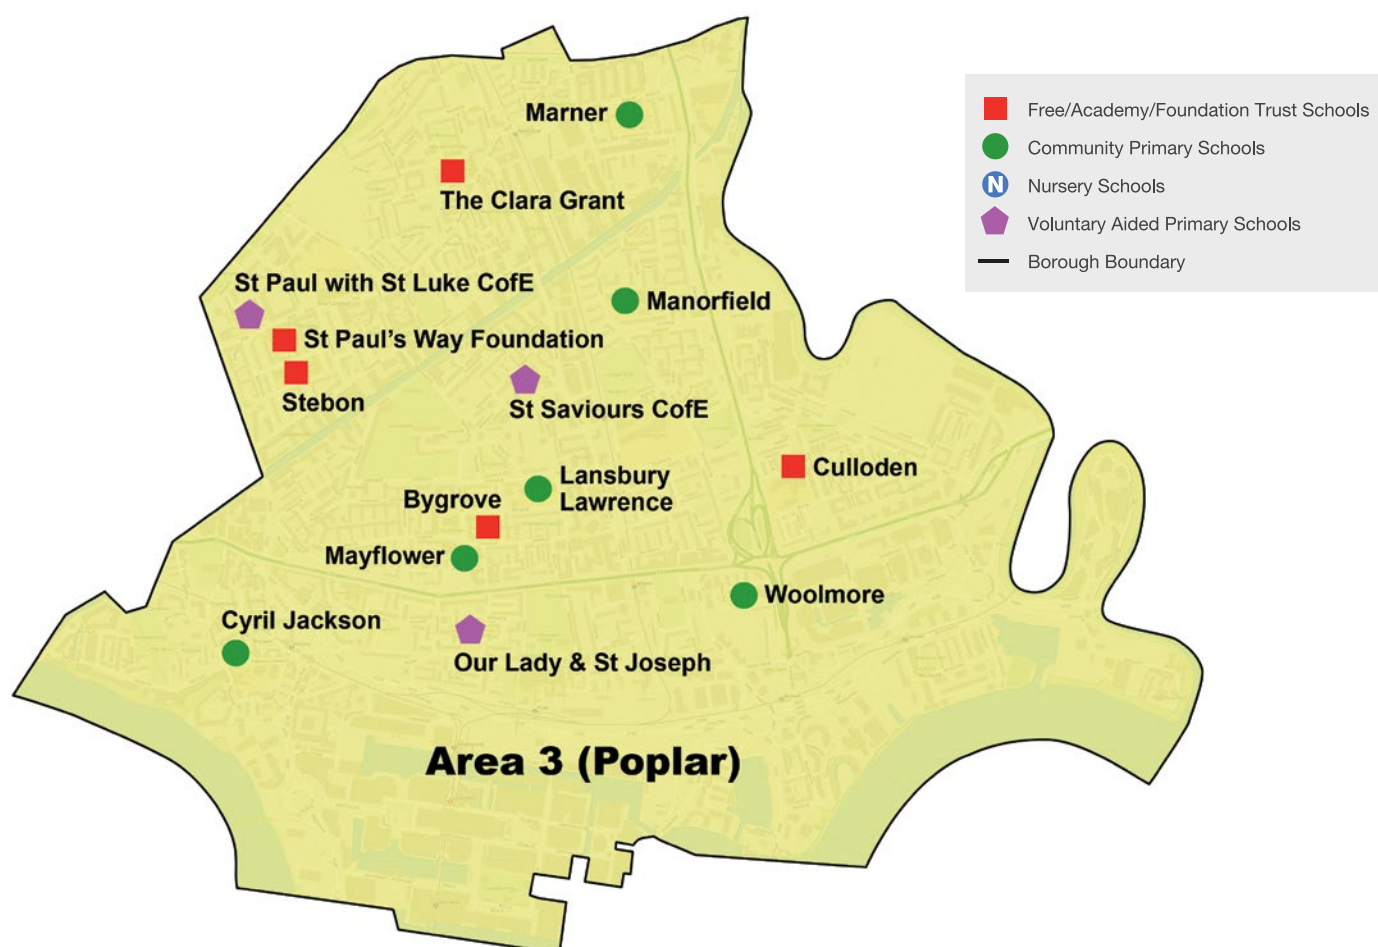 Marner
The Clara Grant
St Paul with St Luke CofE
Manorfield
St Paul's Way Foundation
Stebon
St Saviours CofE
Culloden
Lansbury
Lawrence
Bygrove
Mayflower
Woolmore
Cyril Jackson
Our Lady & St Joseph
Area 3 (Poplar)
Free/Academy/Foundation Trust Schools
Community Primary Schools
N
Nursery Schools
Voluntary Aided Primary Schools
Borough Boundary